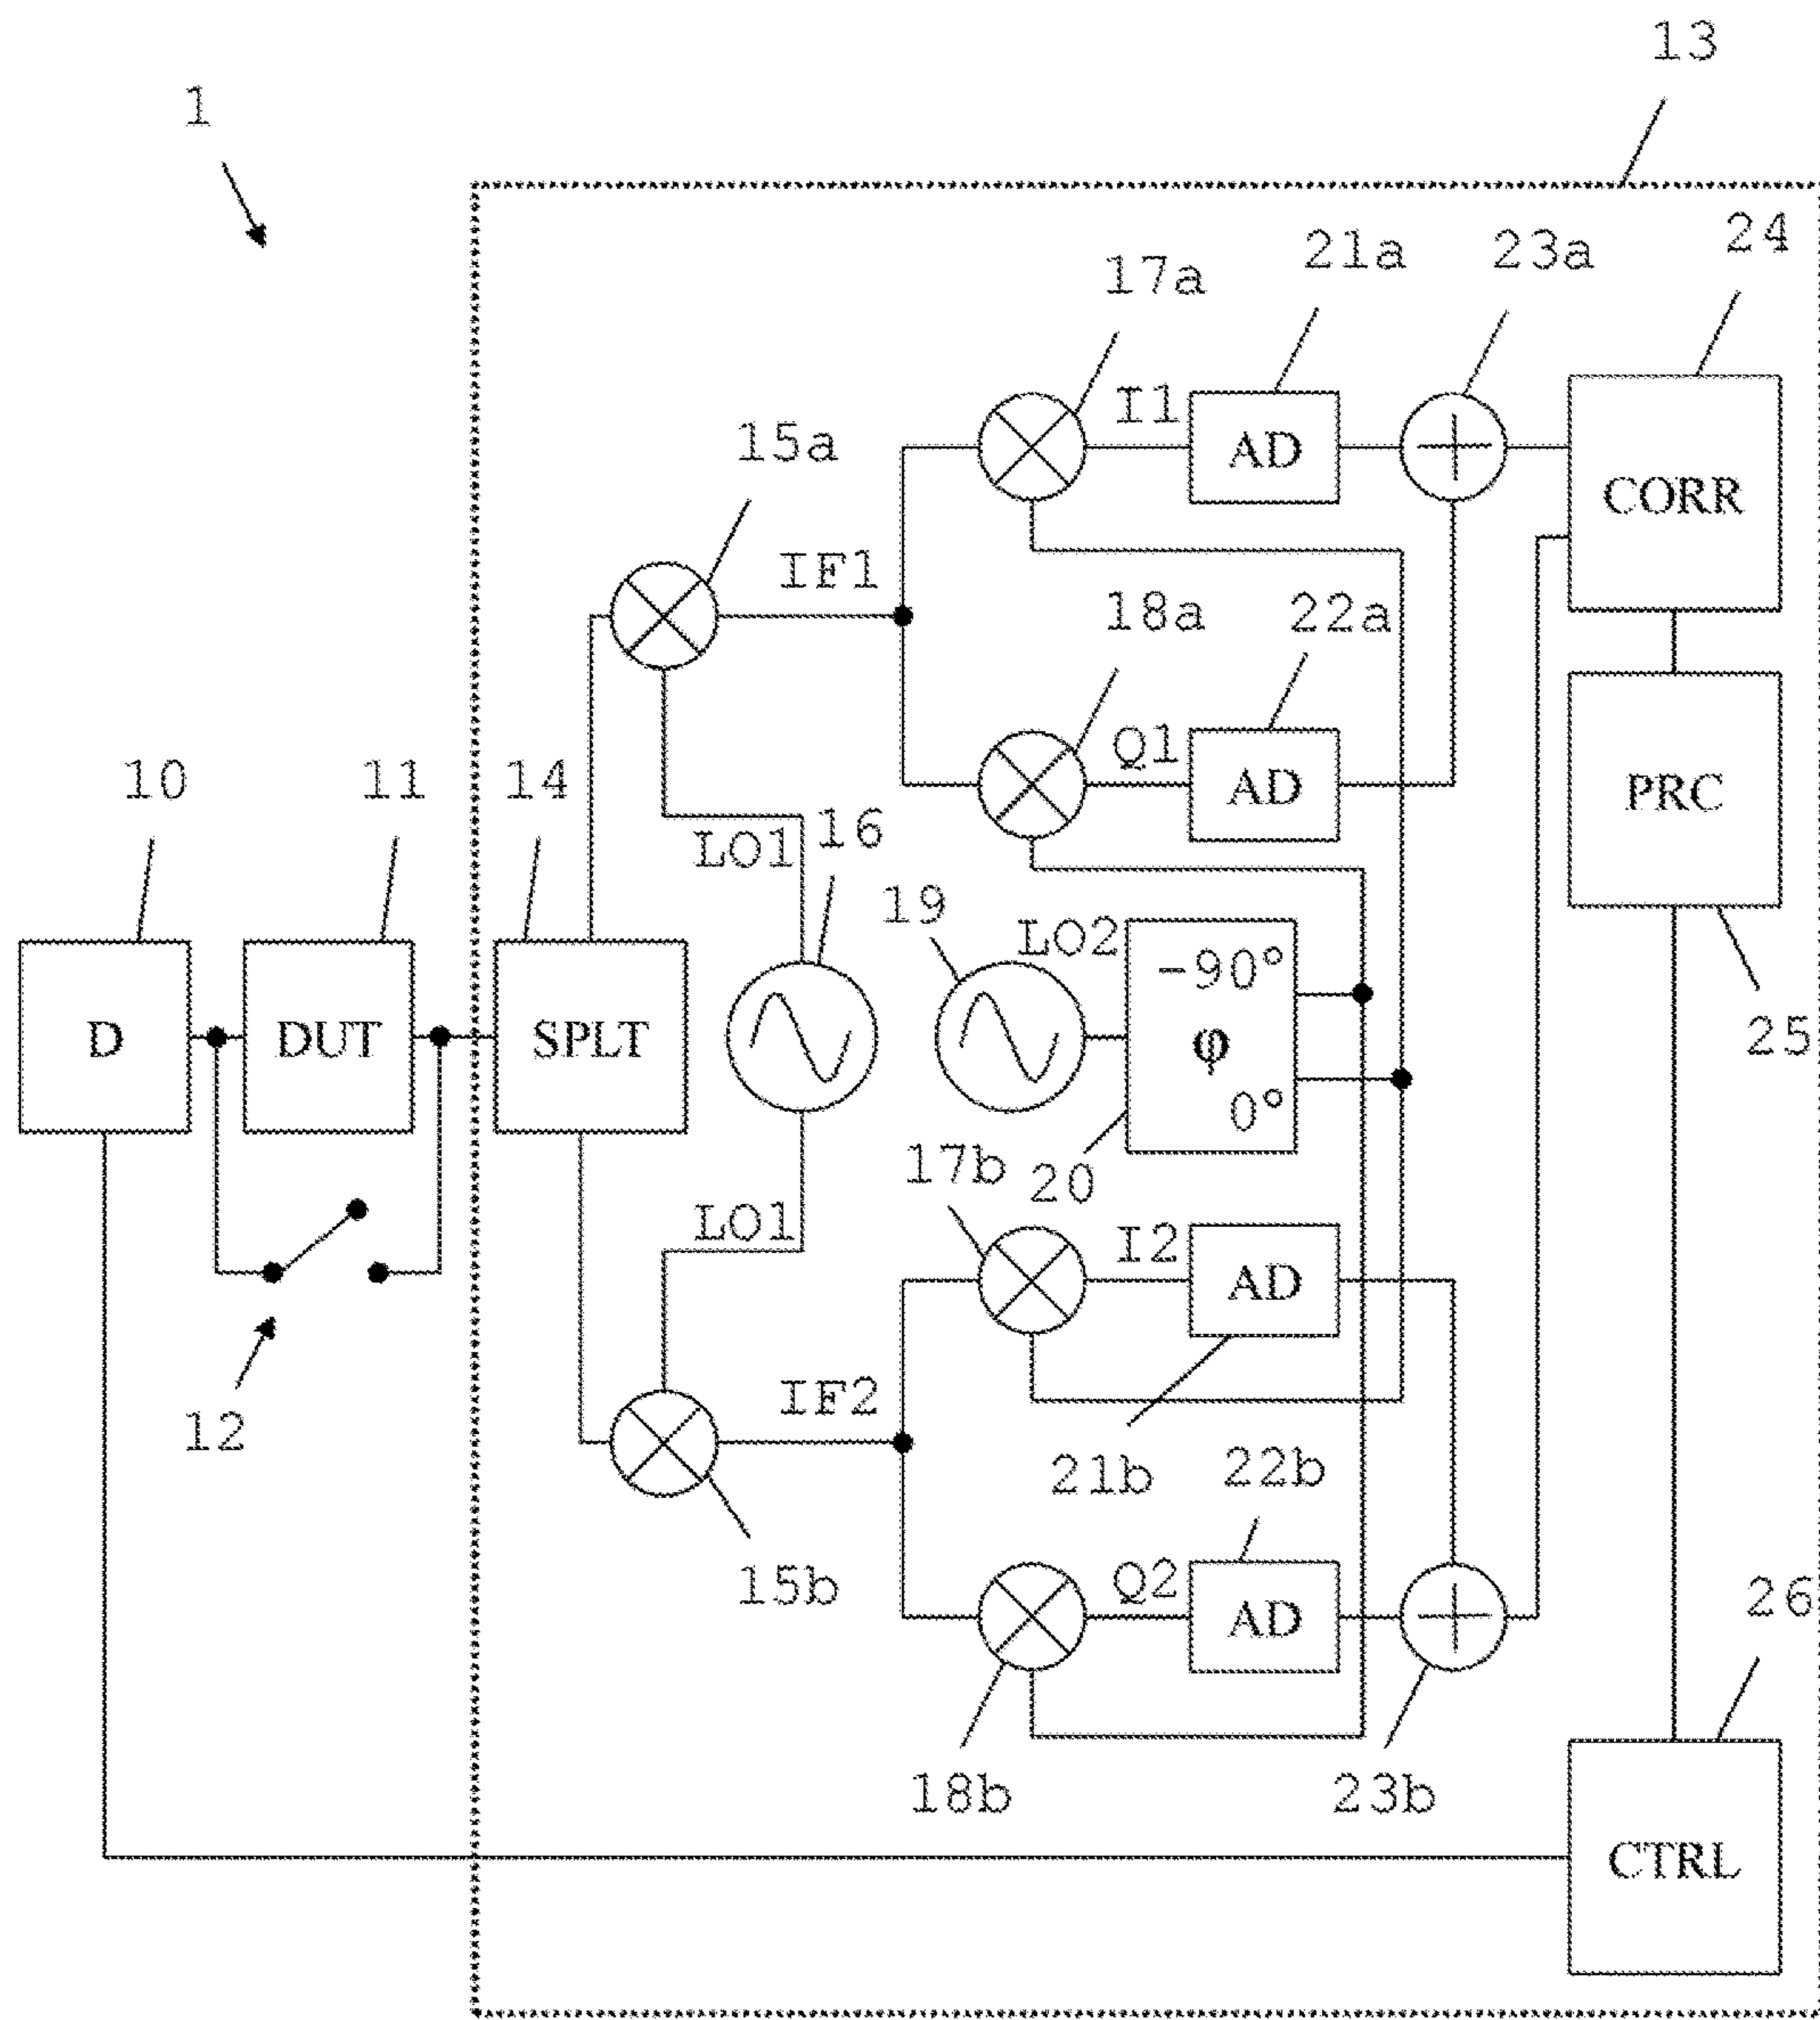 13
1
24
21a
23a
17a
I1
AD
15a
CORR
IF1
18a
22a
Q1
AD
PRC
10
11
14
LO1
16
19
LO2
-90°
25
D
DUT
SPLT
φ
0°
17b
20
LO1
I2
AD
12
IF2
21b
22b
15b
Q2
AD
26
18b
23b
CTRL